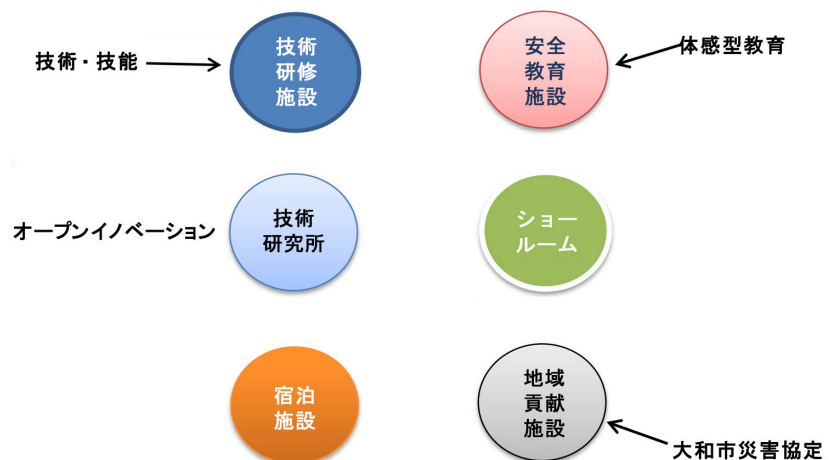 技術・技能
技術
研修
施設
安全
教育
施設
体感型教育
オープンイノベーション
技術
研究所
ショー
ルーム
宿泊
施設
地域
貢献
施設
大和市災害協定